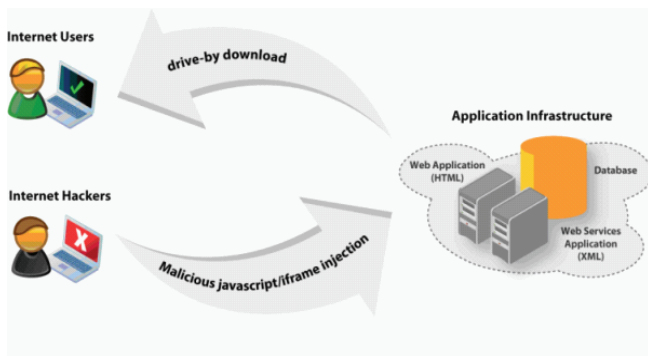 Internet Users
drive-by download
Application Infrastructure
Web Application
(HTML)
Database
Internet Hackers
X
Web Services
Application
(XML)
Malicious javascript/iframe injection